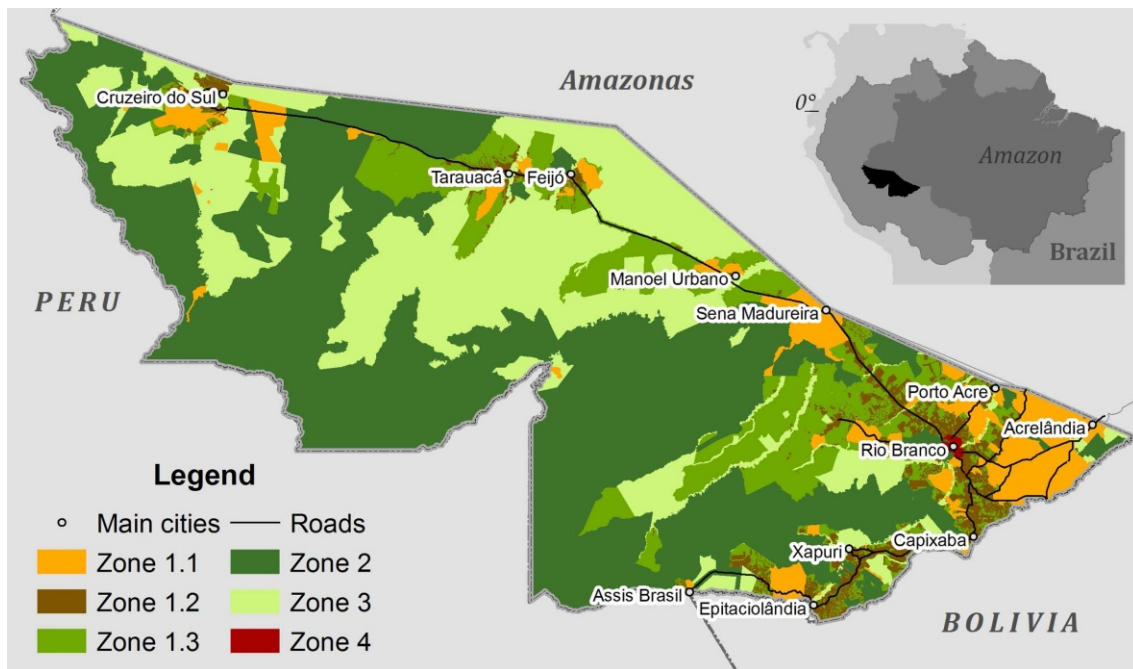 Amazonas
0°
Amazon
Brazil
Cruzeiro do Sul
Tarauacá
Feijó
PERU
Manoel Urbano
Sena Madureira
Porto Acre
Acrelândia
Rio Branco
Capixaba
Xapuri
Assis Brasil
Epitaciolândia
BOLIVIA
Legend
Main cities
Roads
Zone 1.1
Zone 2
Zone 1.2
Zone 3
Zone 1.3
Zone 4